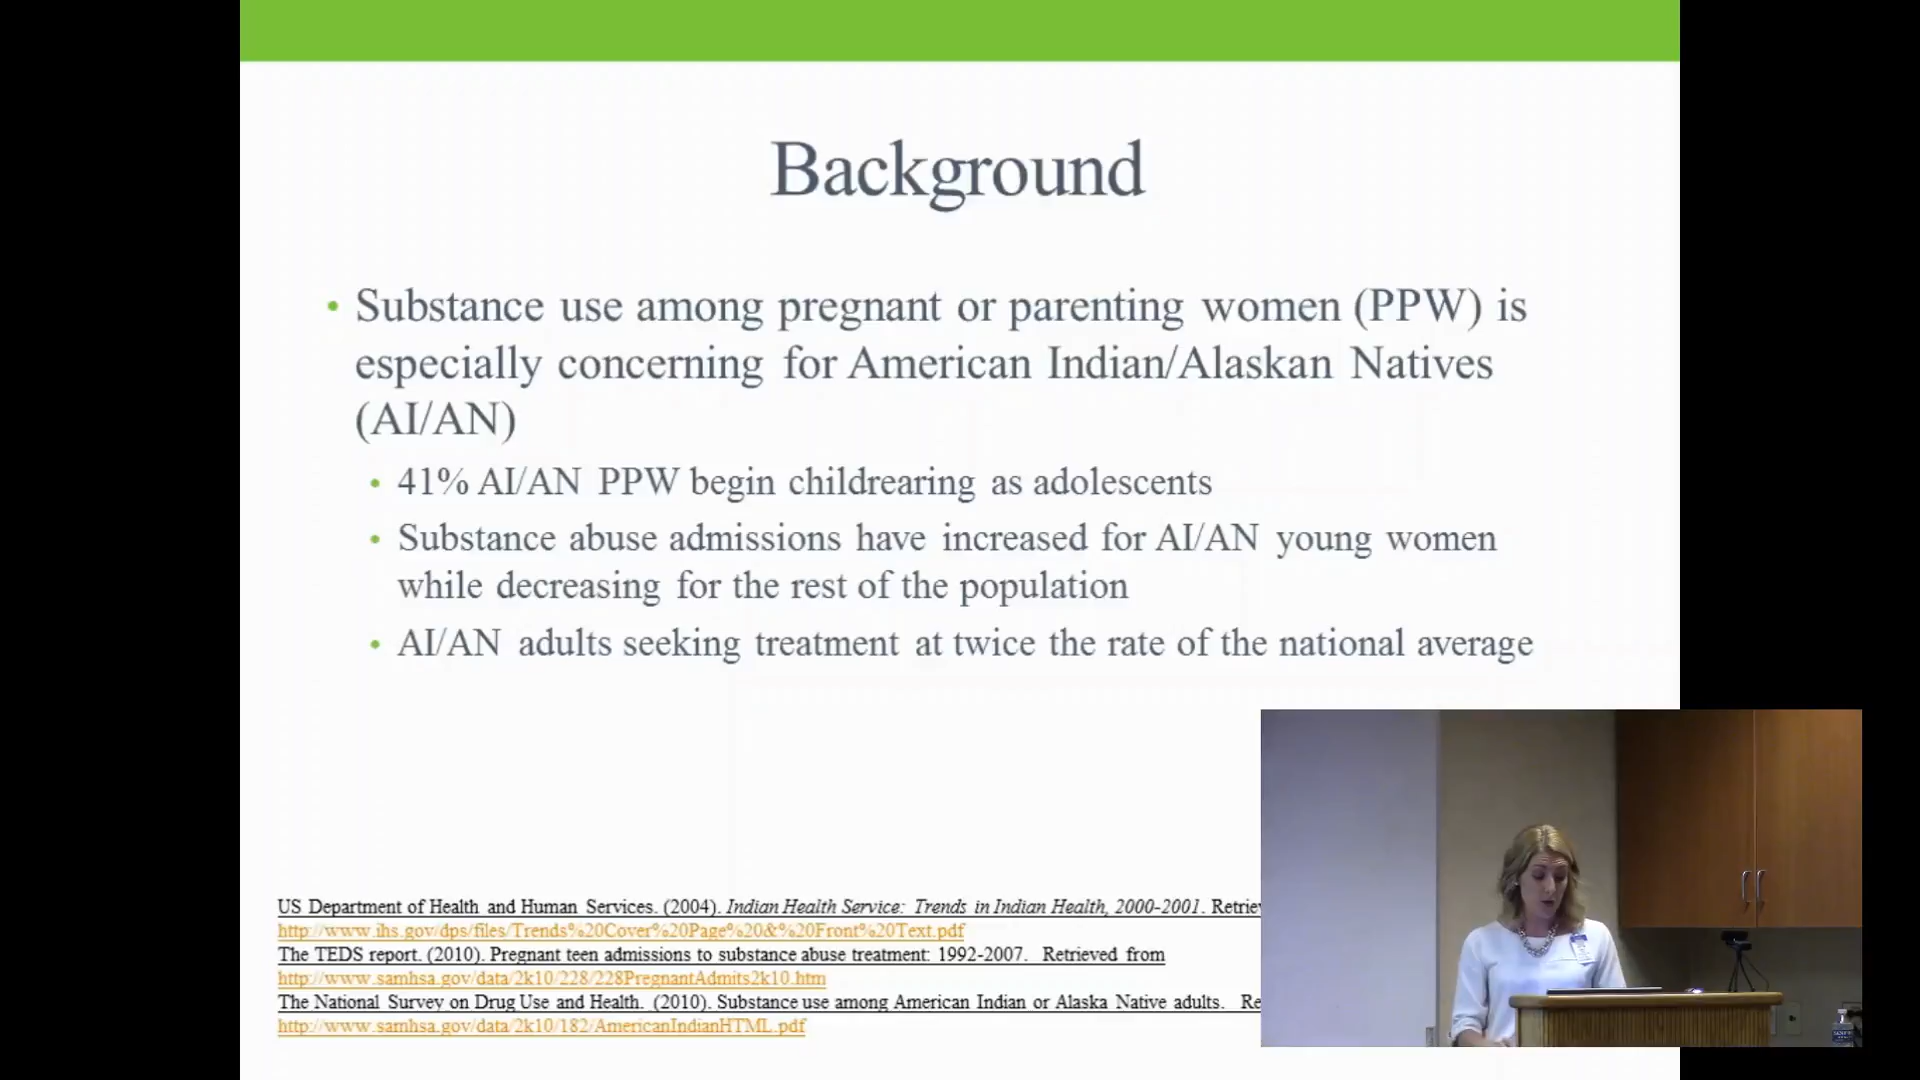 Background
• Substance use among pregnant or parenting women (PPW) is
especially concerning for American Indian/Alaskan Natives
(AI/AN)
• 41% AI/AN PPW begin childrearing as adolescents
• Substance abuse admissions have increased for AI/AN young women
while decreasing for the rest of the population
• AI/AN adults seeking treatment at twice the rate of the national average
US Department of Health and Human Services. (2004). Indian Health Service: Trends in Indian Health, 2000-2001.
http://www.ihs.gov/dps/files/Trends%20Cover%20Page%20&%20Front%20Text.pdf
The TEDS report. (2010). Pregnant teen admissions to substance abuse treatment: 1992-2007. Retrieved from
http://www.samhsa.gov/data/2k10/228/228PregnantAdmits2k10.htm
The National Survey on Drug Use and Health. (2010). Substance use among American Indian or Alaska Native adults.
http://www.samhsa.gov/data/2k10/182/AmericanIndianHTML.pdf